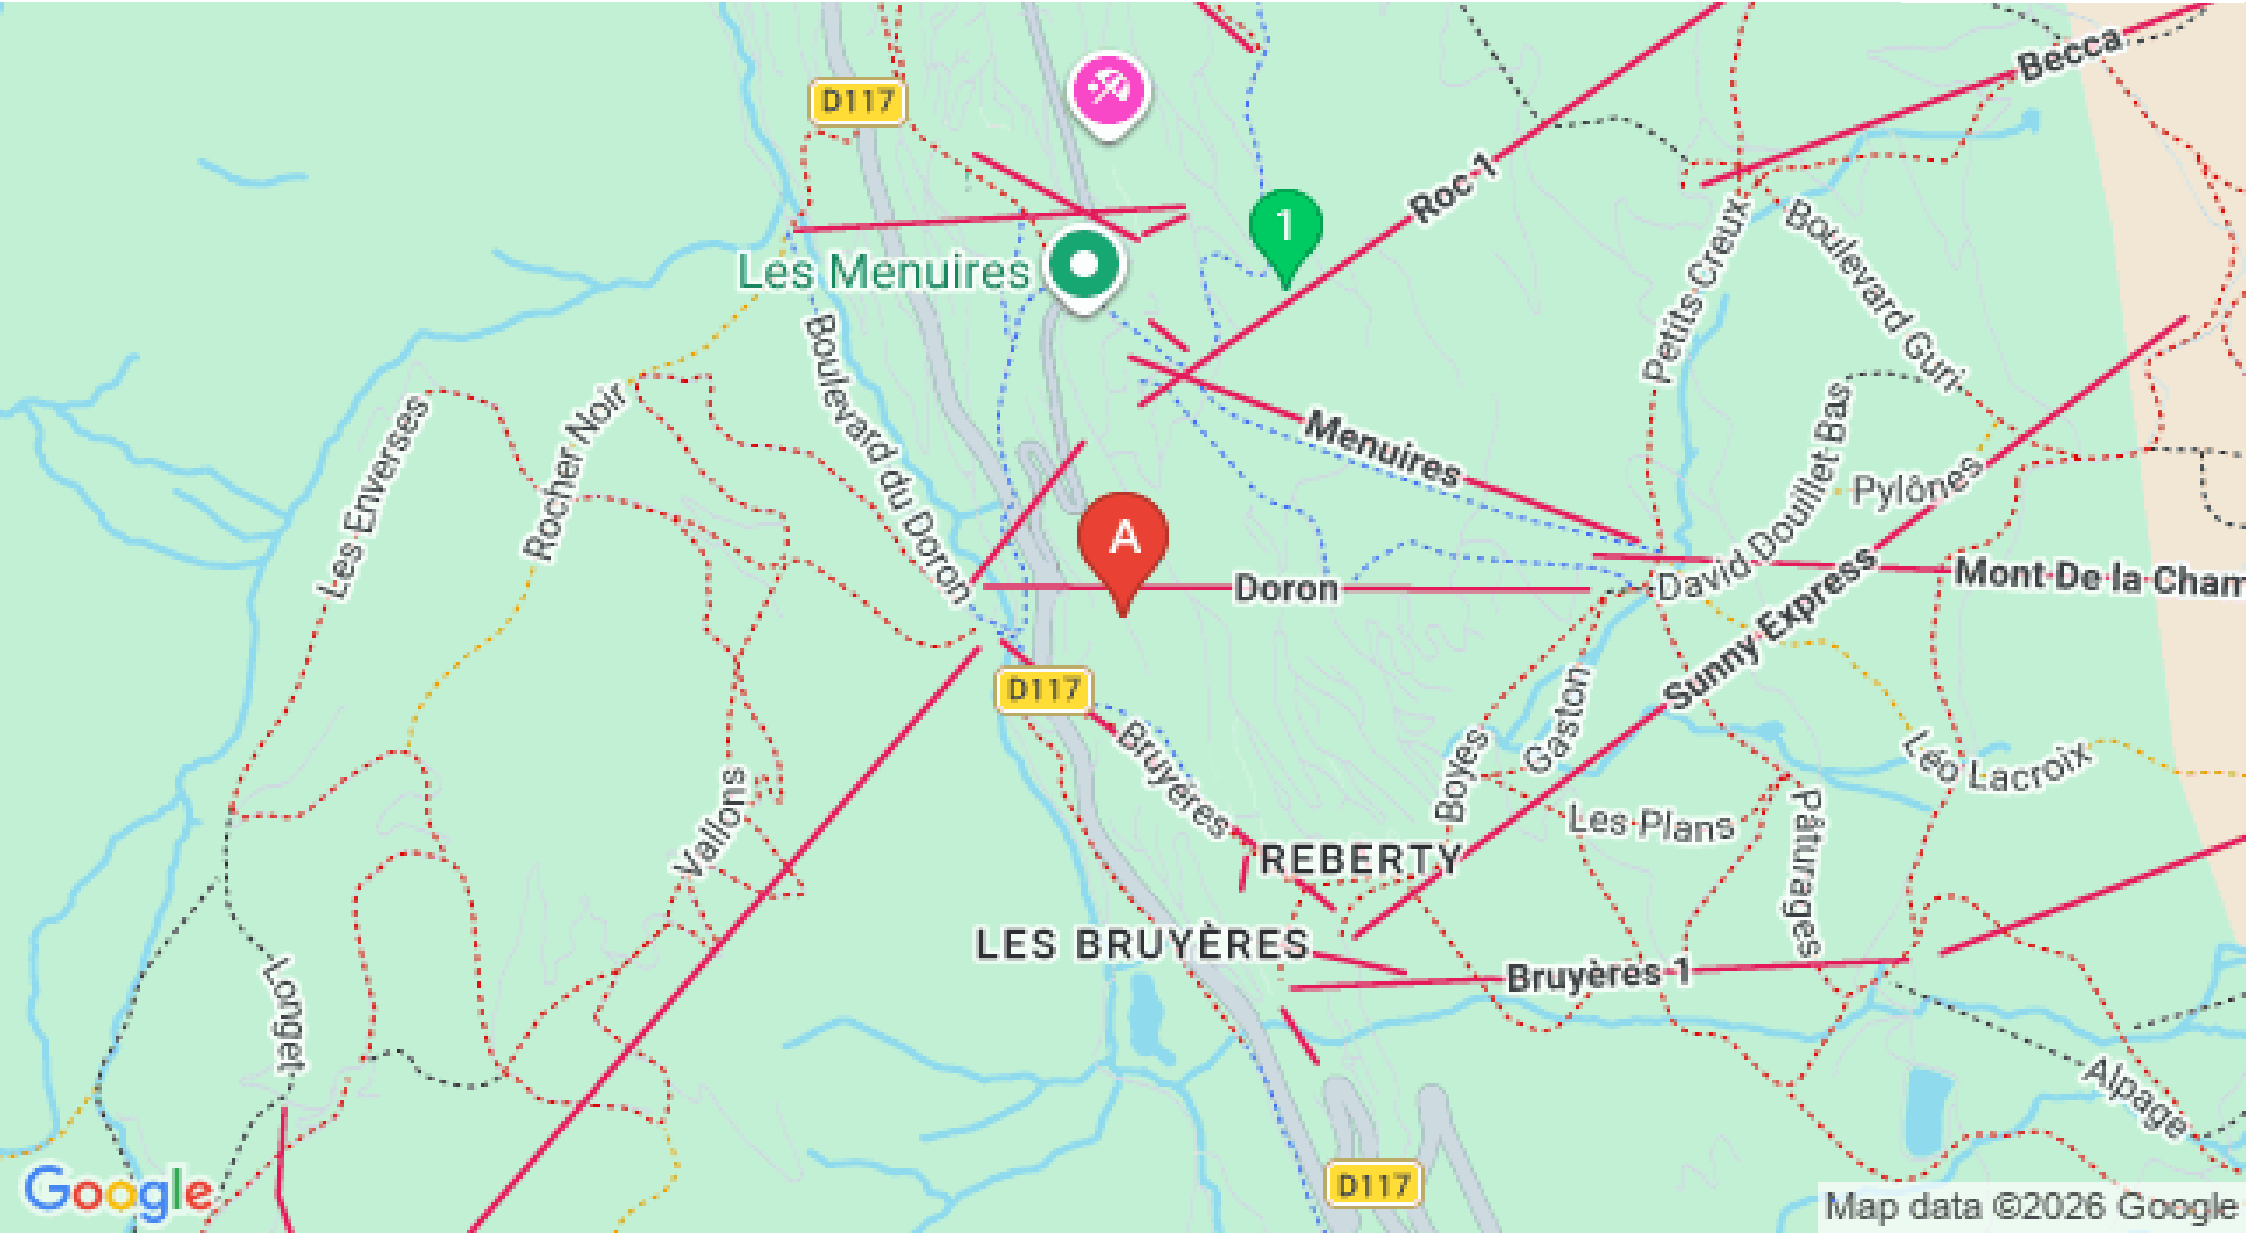 Becca
D117
Roc 1
1
Les Menuires
Petits Creux
Boulevard Guri
Boulevard du Doron
Les Enverses
Rocher Noir
Menuires
David Douillet Bas
Pylônes
A
Doron
Mont De la Cham
Sunny Express
D117
Bruyères
Gaston
Boyes
Léo Lacroix
Vallons
Les Plans
Pâturages
REBERTY
LES BRUYÈRES
Bruyères 1
Longet
Alpage
D117
Google
Map data ©2026 Google